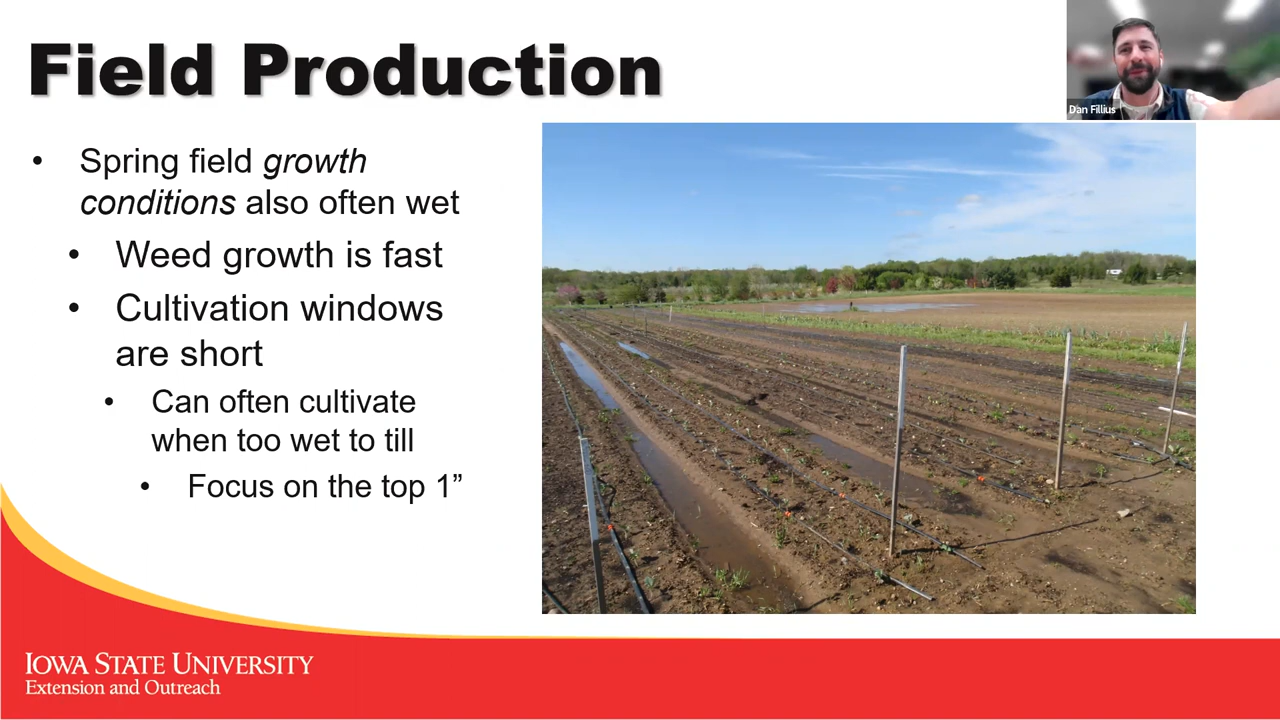 Field Production
Dan Fillius
• Spring field growth
conditions also often wet
• Weed growth is fast
• Cultivation windows
are short
• Can often cultivate
when too wet to till
• Focus on the top 1”
IOWA STATE UNIVERSITY
Extension and Outreach